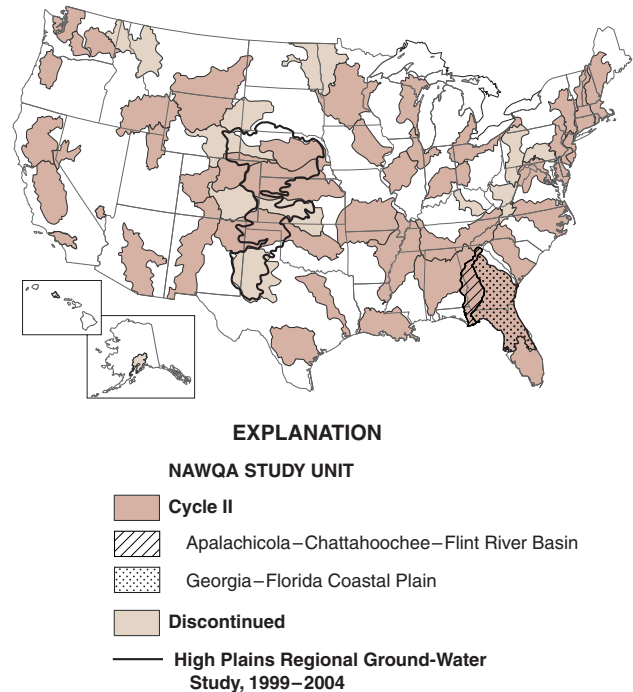 EXPLANATION
NAWQA STUDY UNIT
Cycle II
Apalachicola–Chattahoochee–Flint River Basin
Georgia–Florida Coastal Plain
Discontinued
High Plains Regional Ground-Water
Study, 1999–2004